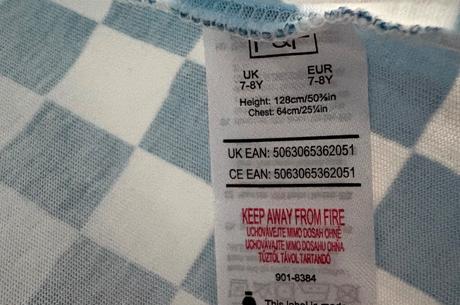 F&F
UK EUR
7-8Y 7-8Y
Height: 128cm/50⅜in
Chest: 64cm/25¼in
UK EAN: 5063065362051
CE EAN: 5063065362051
KEEP AWAY FROM FIRE
UCHOVÁVEJTE MIMO DOSAH OHNĚ
UCHOVÁVAJTE MIMO DOSAHU OHŇA
TŰZTŐL TÁVOL TARTANDÓ
901-8384
This label is mad